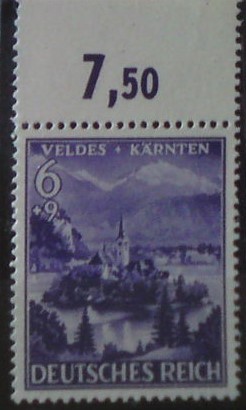 7,50
VELDES + KÄRNTEN
6
+9
DEUTSCHES REICH